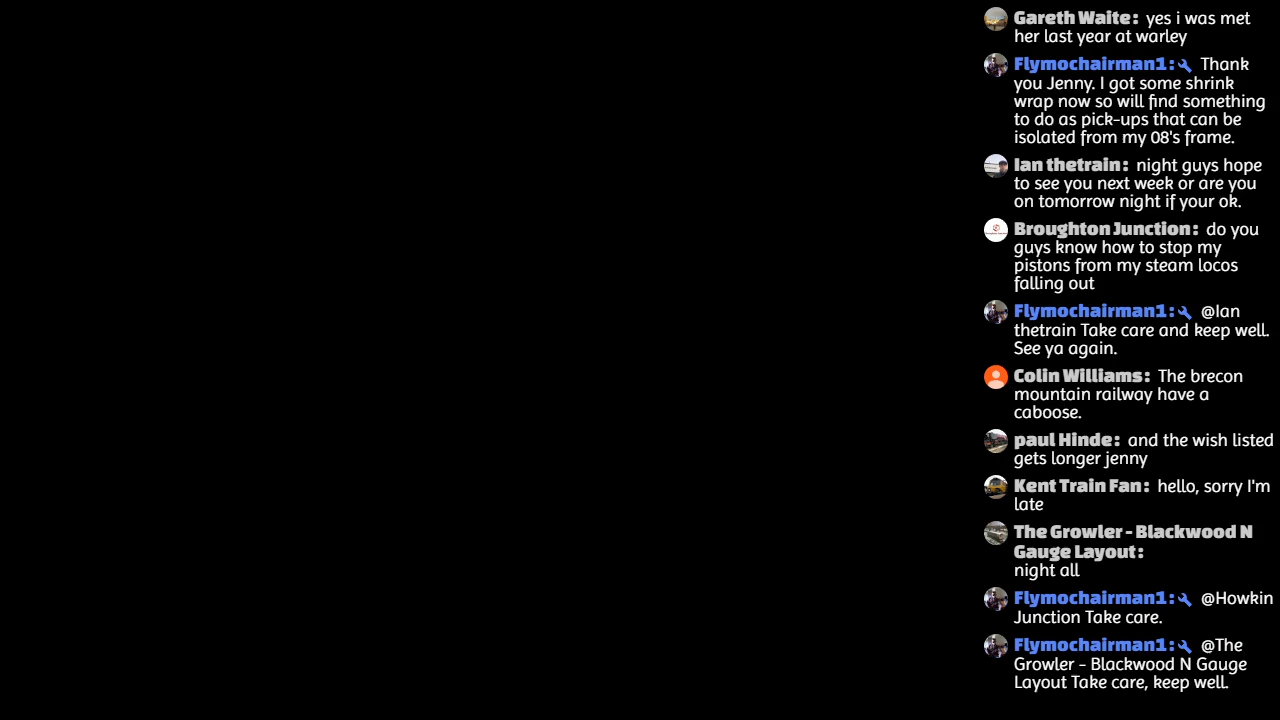 Gareth Waite: yes i was met
her last year at warley
Flymochairman1: Thank
you Jenny. I got some shrink
wrap now so will find something
to do as pick-ups that can be
isolated from my 08's frame.
Ian thetrain: night guys hope
to see you next week or are you
on tomorrow night if your ok.
Broughton Junction: do you
guys know how to stop my
pistons from my steam locos
falling out
Flymochairman1: @Ian
thetrain Take care and keep well.
See ya again.
Colin Williams: The brecon
mountain railway have a
caboose.
paul Hinde: and the wish listed
gets longer jenny
Kent Train Fan: hello, sorry I'm
late
The Growler - Blackwood N
Gauge Layout:
night all
Flymochairman1: @Howkin
Junction Take care.
Flymochairman1: @The
Growler - Blackwood N Gauge
Layout Take care, keep well.